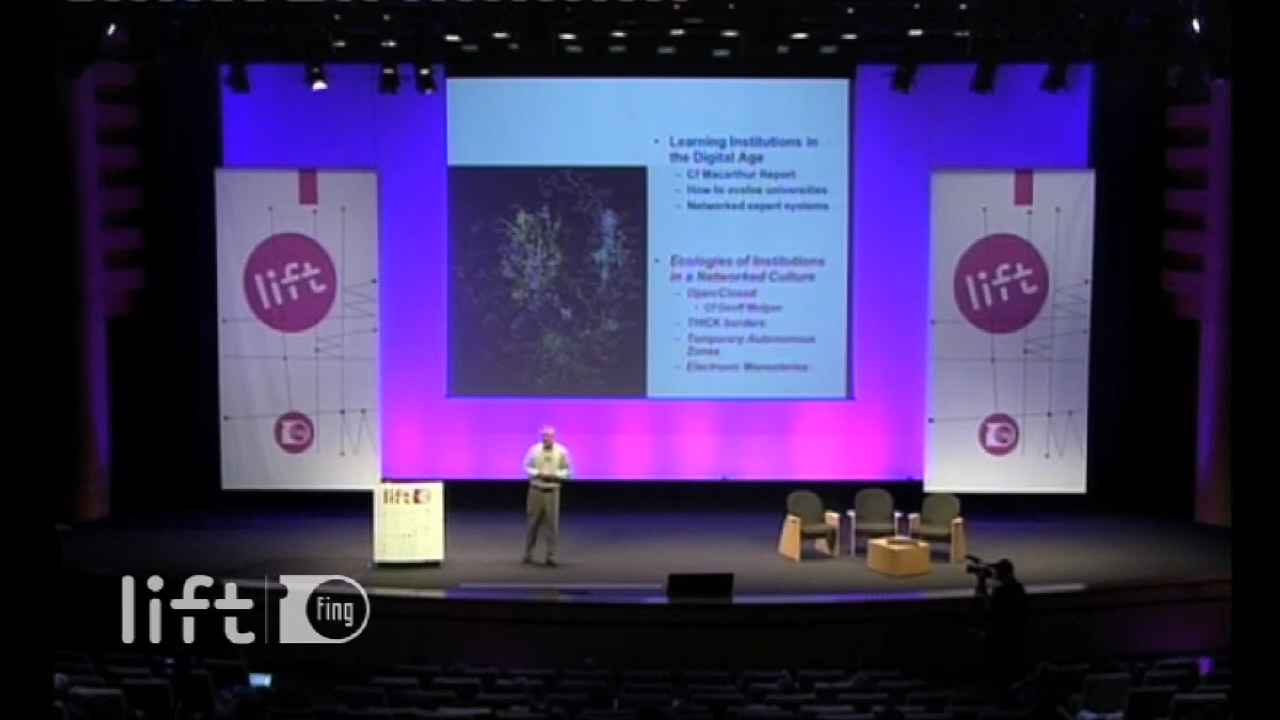 Learning Institutions in
the Digital Age
Cf Macarthur Report
How to evolve universities
Networked expert systems
Ecologies of Institutions
in a Networked Culture
Open/Closed
Cf Geoff Mulgan
THICK borders
Temporary Autonomous
Zones
Electronic Monasteries
lift
lift
lift
lift
Fing